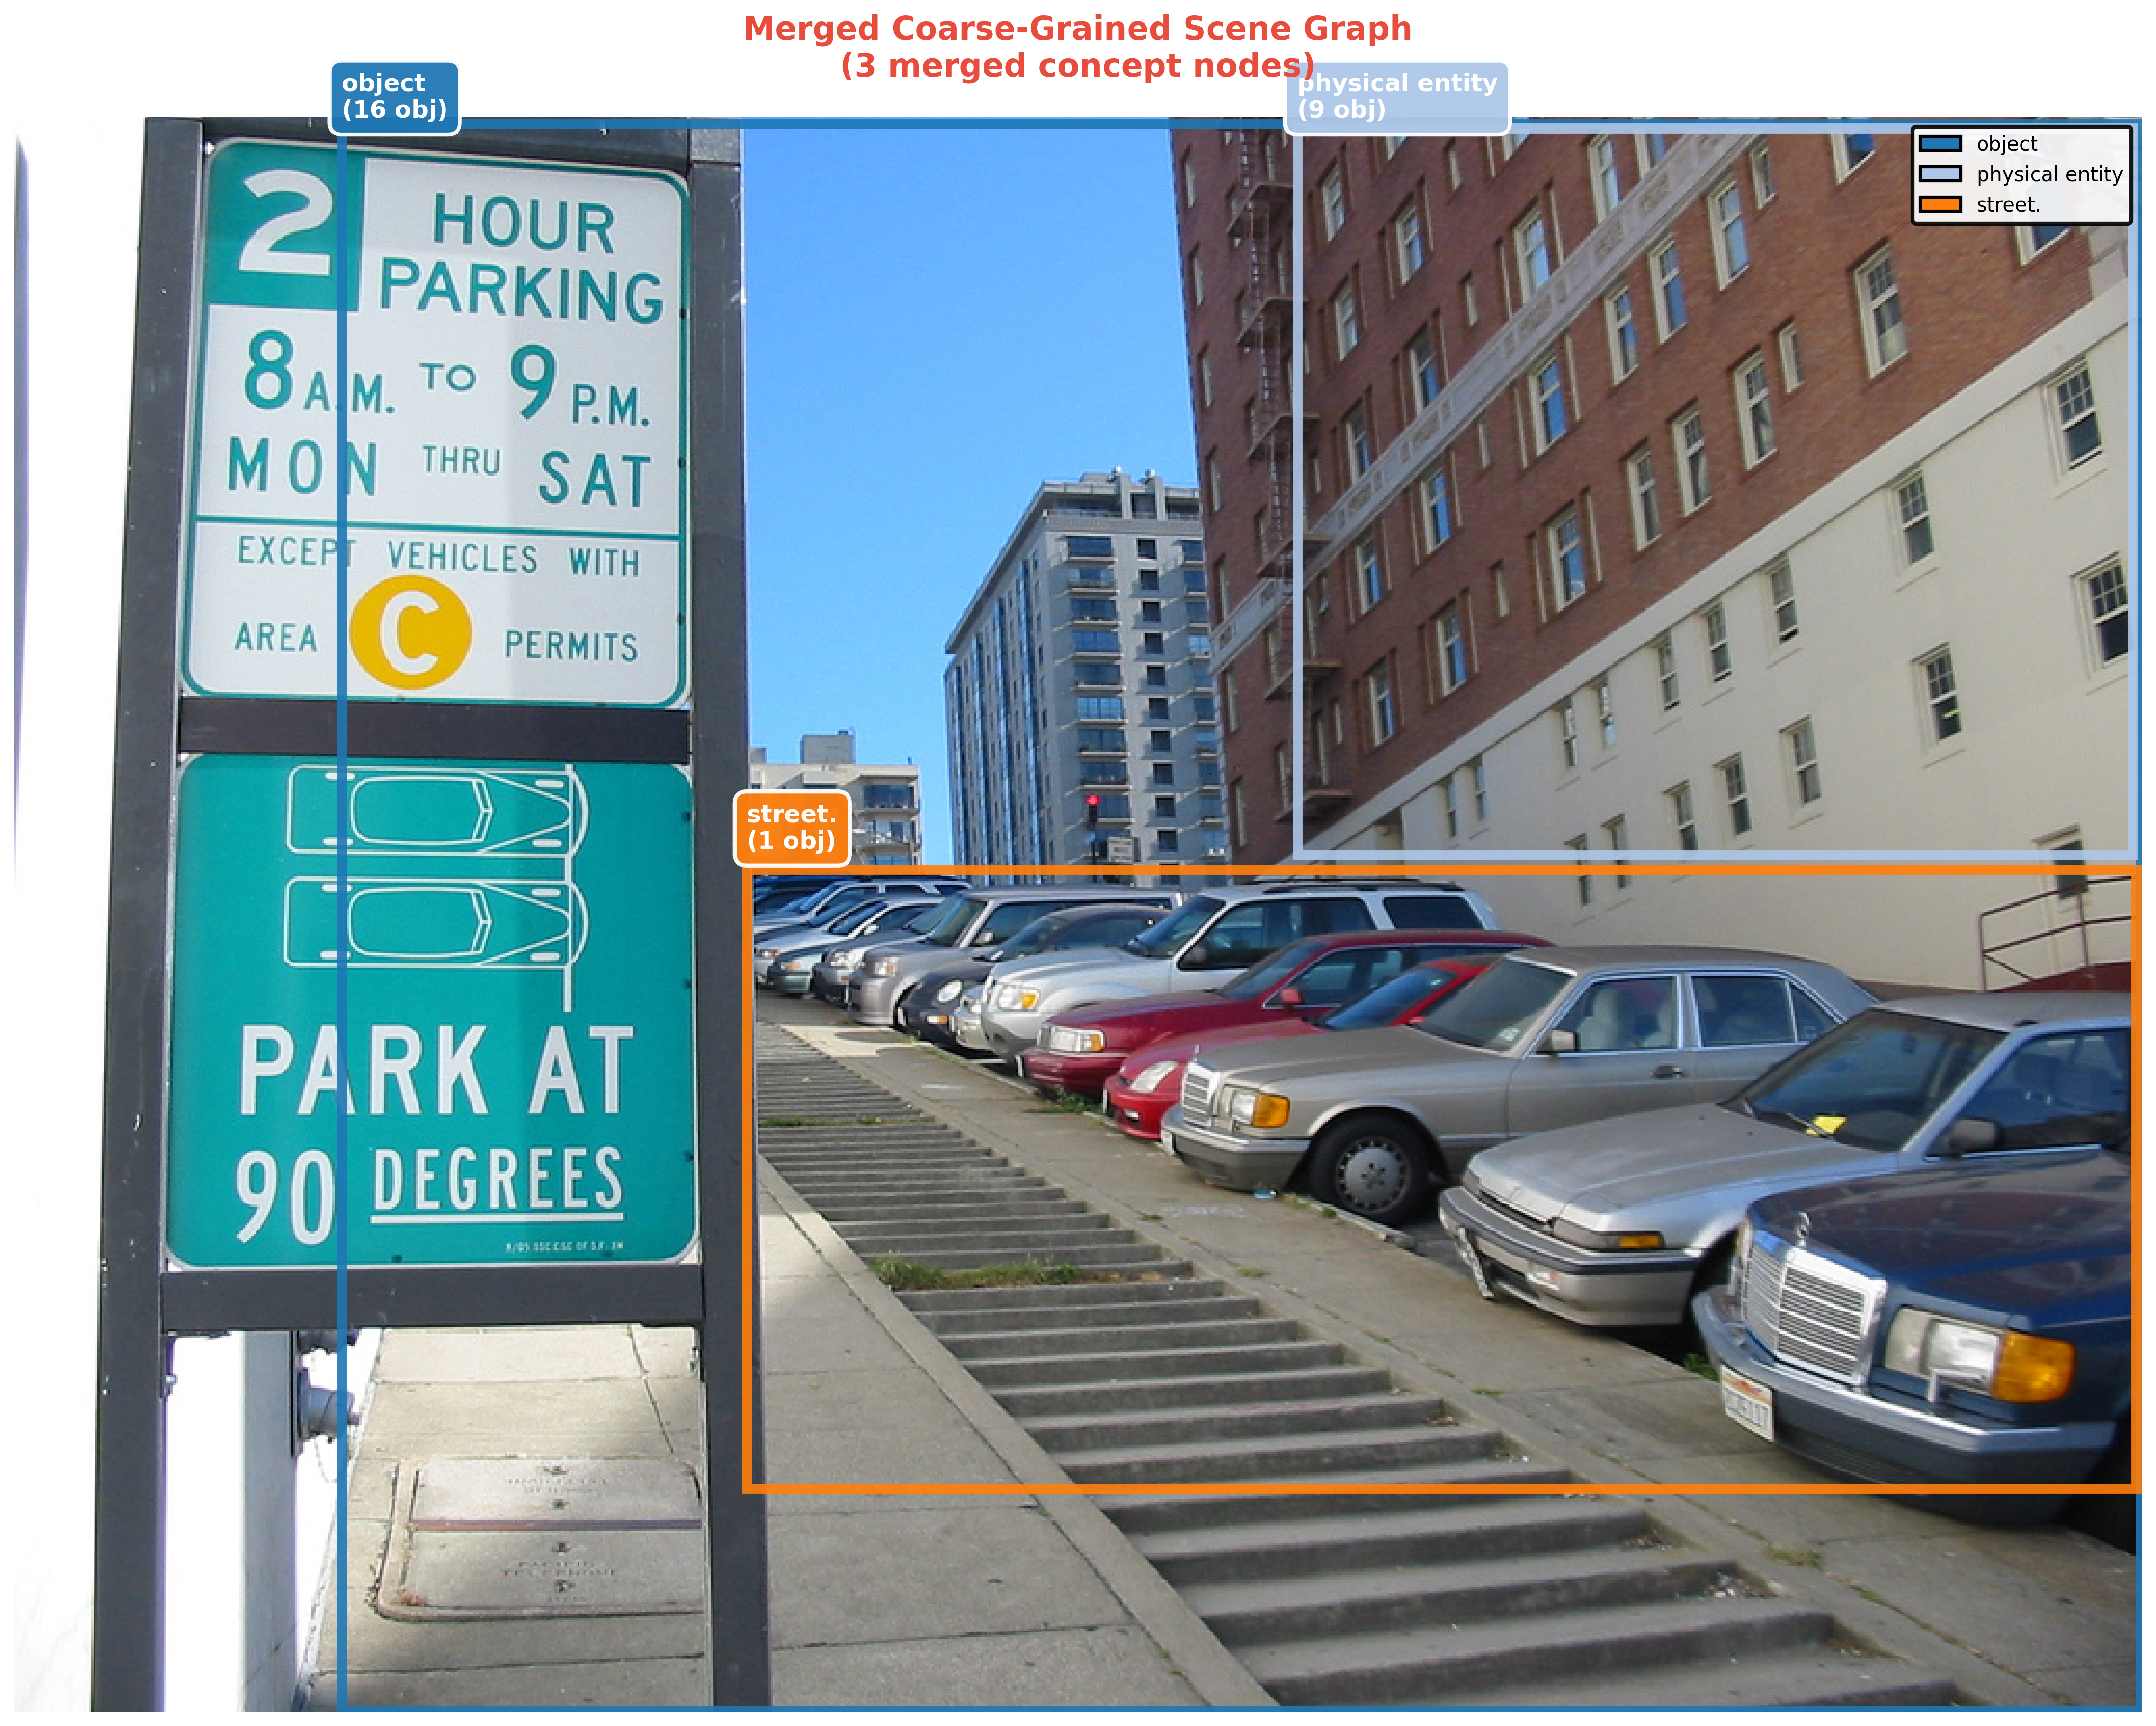 Merged Coarse-Grained Scene Graph
(3 merged concept nodes)
object
(16 obj)
physical entity
(9 obj)
object
physical entity
street.
2 HOUR
PARKING
8 A.M. TO 9 P.M.
MON THRU SAT
EXCEPT VEHICLES WITH
AREA C PERMITS
street.
(1 obj)
PARK AT
90 DEGREES